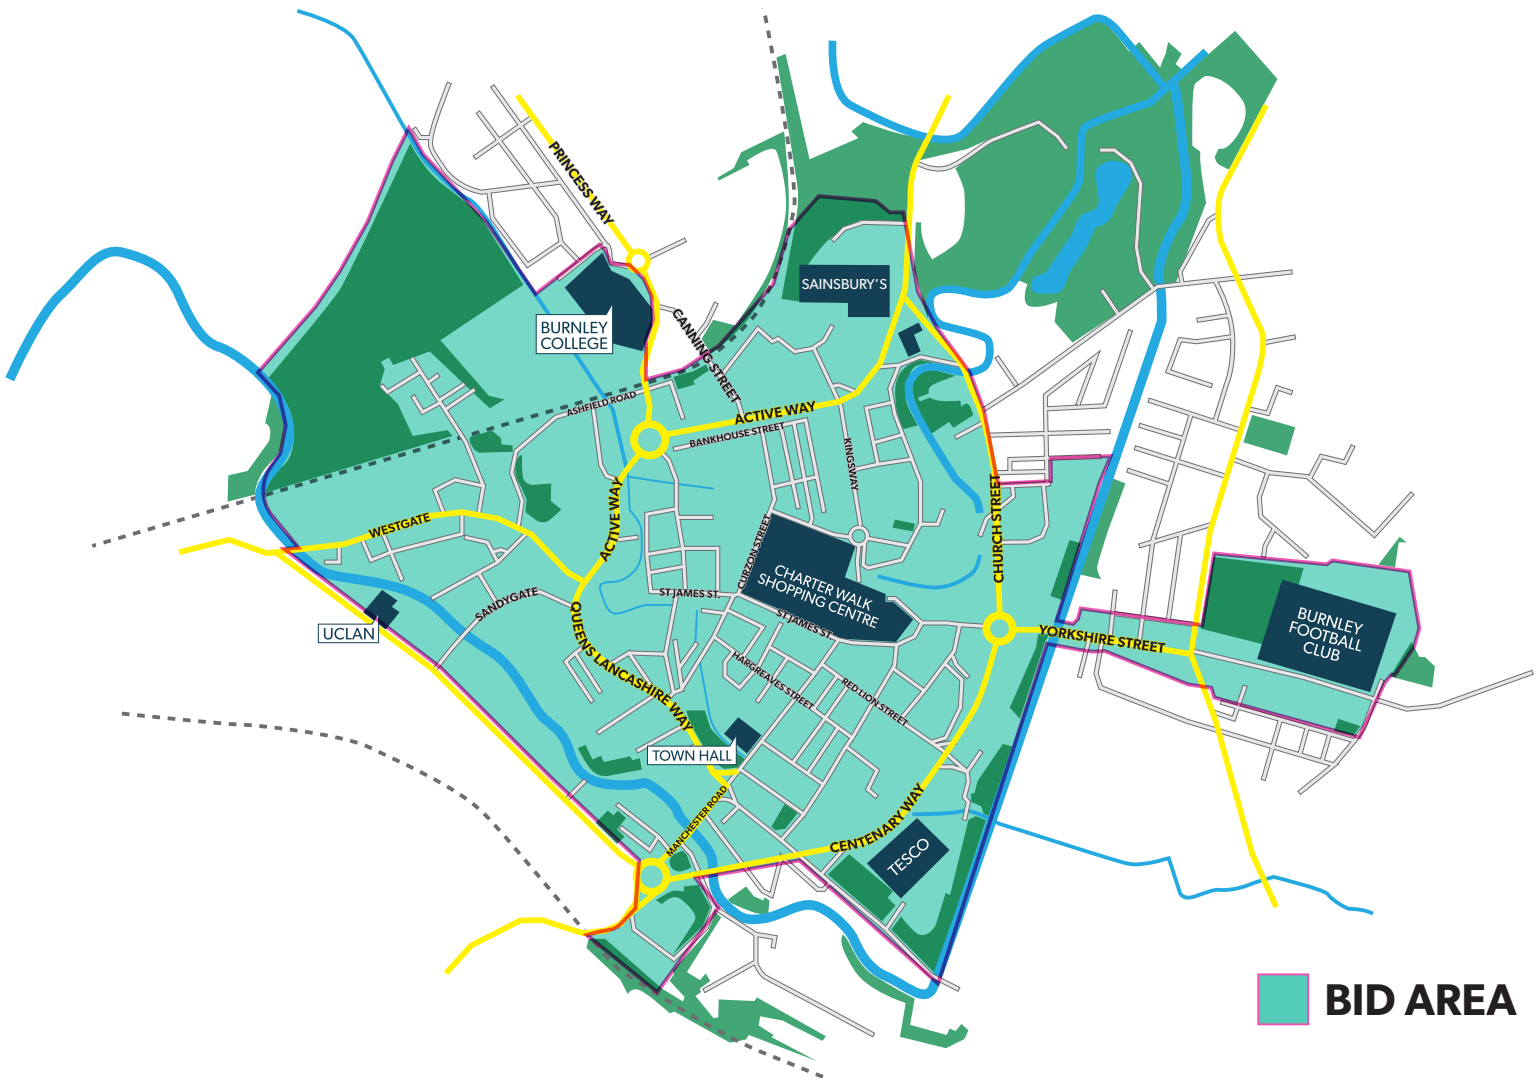 PRINCESS WAY
SAINSBURY'S
BURNLEY
COLLEGE
CANNING STREET
ASHFIELD ROAD
ACTIVE WAY
BANKHOUSE STREET
KINGSWAY
WESTGATE
ACTIVE WAY
CURZON STREET
CHURCH STREET
CHARTER WALK
SHOPPING CENTRE
SANDYGATE
ST JAMES ST.
ST JAMES ST.
UCLAN
QUEENS LANCASHIRE WAY
YORKSHIRE STREET
BURNLEY
FOOTBALL
CLUB
HARGREAVES STREET
RED LION STREET
TOWN HALL
MANCHESTER ROAD
CENTENARY WAY
TESCO
BID AREA